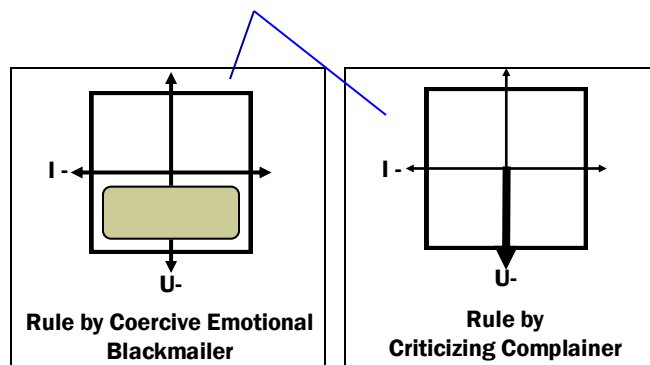 I -
U-
Rule by Coercive Emotional
Blackmailer
I -
U-
Rule by
Criticizing Complainer